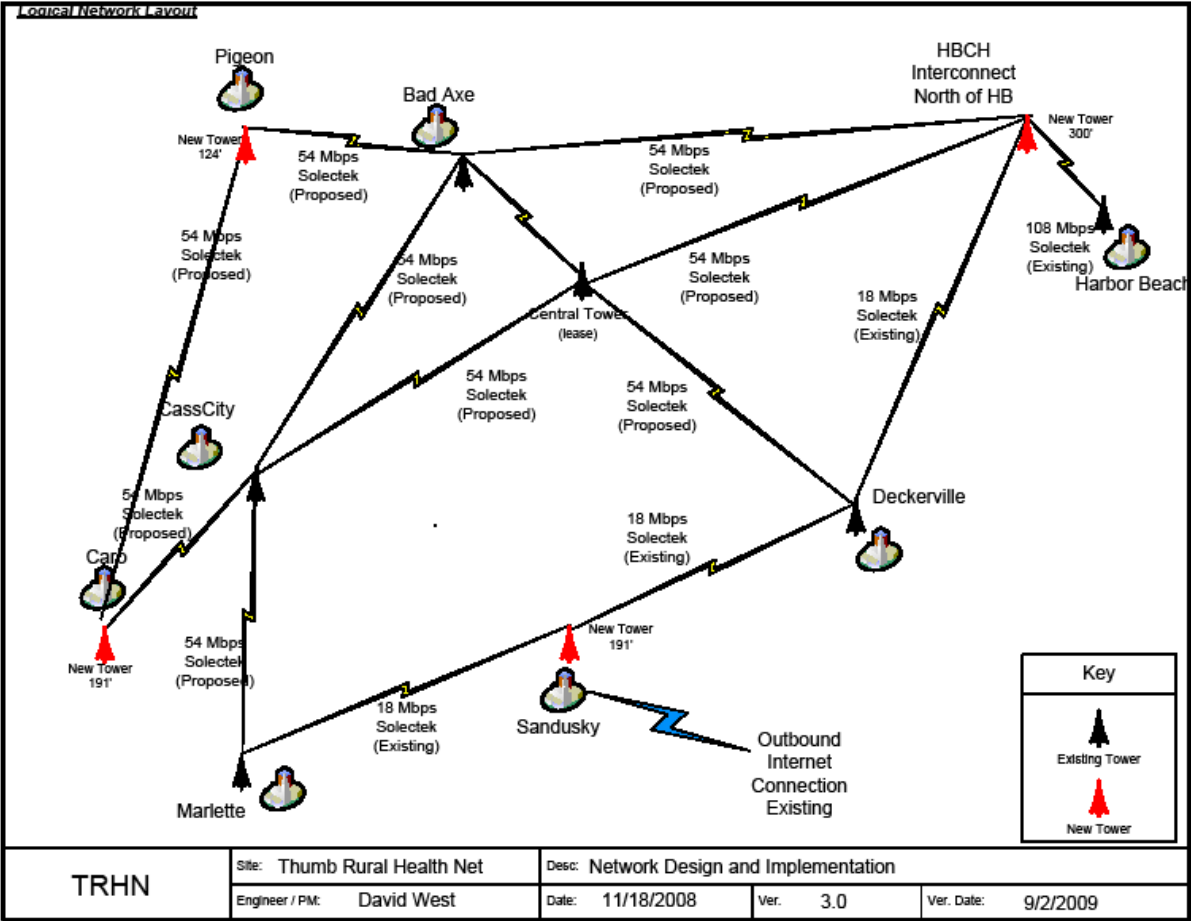 Logical Network Layout
Pigeon
Bad Axe
HBCH
Interconnect
North of HB
New Tower
124'
54 Mbps
Solectek
(Proposed)
54 Mbps
Solectek
(Proposed)
New Tower
300'
54 Mbps
Solectek
(Proposed)
54 Mbps
Solectek
(Proposed)
54 Mbps
Solectek
(Proposed)
108 Mbps
Solectek
(Existing)
Harbor Beach
Central Tower
(lease)
18 Mbps
Solectek
(Existing)
CassCity
54 Mbps
Solectek
(Proposed)
54 Mbps
Solectek
(Proposed)
54 Mbps
Solectek
(Proposed)
Deckerville
18 Mbps
Solectek
(Existing)
Caro
New Tower
191'
New Tower
191'
54 Mbps
Solectek
(Proposed)
18 Mbps
Solectek
(Existing)
Sandusky
Outbound
Internet
Connection
Existing
Marlette
Key
Existing Tower
New Tower
TRHN
Site: Thumb Rural Health Net
Desc: Network Design and Implementation
Engineer / PM: David West
Date: 11/18/2008
Ver. 3.0
Ver. Date: 9/2/2009